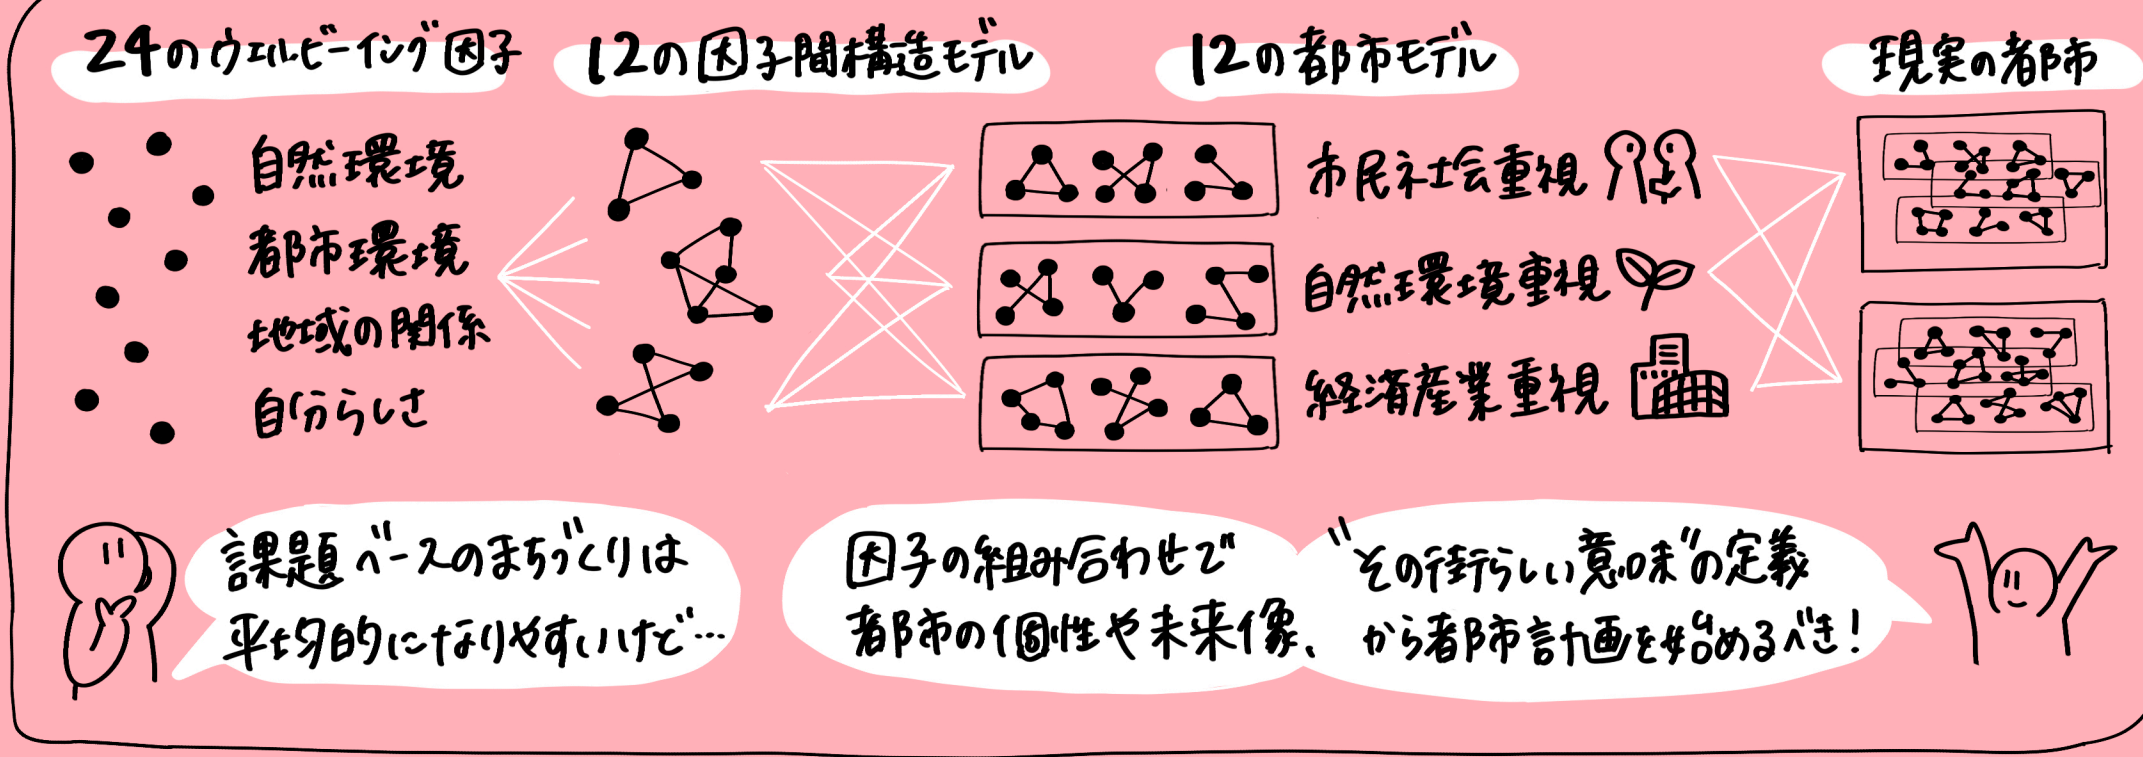 24のウェルビーイング因子
12の因子間構造モデル
12の都市モデル
現実の都市
自然環境
都市環境
地域の関係
自分らしさ
市民社会重視
自然環境重視
経済産業重視
課題ベースのまちづくりは
平均的になりやすいけど…
因子の組み合わせで
都市の個性や未来像、
"その街らしい意味"の定義
から都市計画を始めるべき！